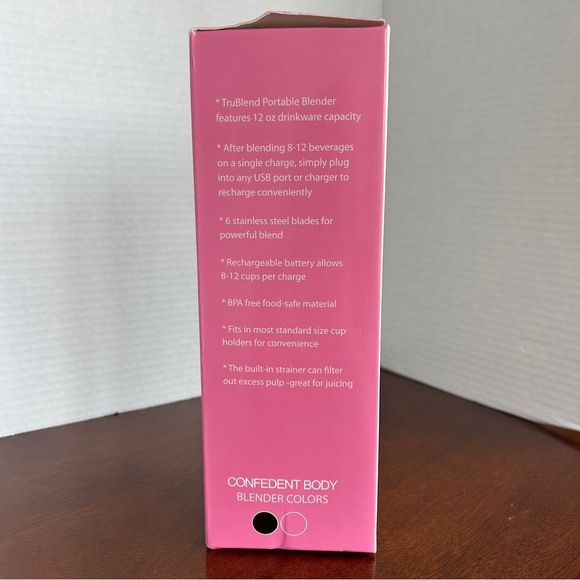 * TruBlend Portable Blender
features 12 oz drinkware capacity
* After blending 8-12 beverages
on a single charge, simply plug
into any USB port or charger to
recharge conveniently
* 6 stainless steel blades for
powerful blend
* Rechargeable battery allows
8-12 cups per charge
* BPA free food-safe material
* Fits in most standard size cup
holders for convenience
* The built-in strainer can filter
out excess pulp -great for juicing
CONFEDENT BODY
BLENDER COLORS